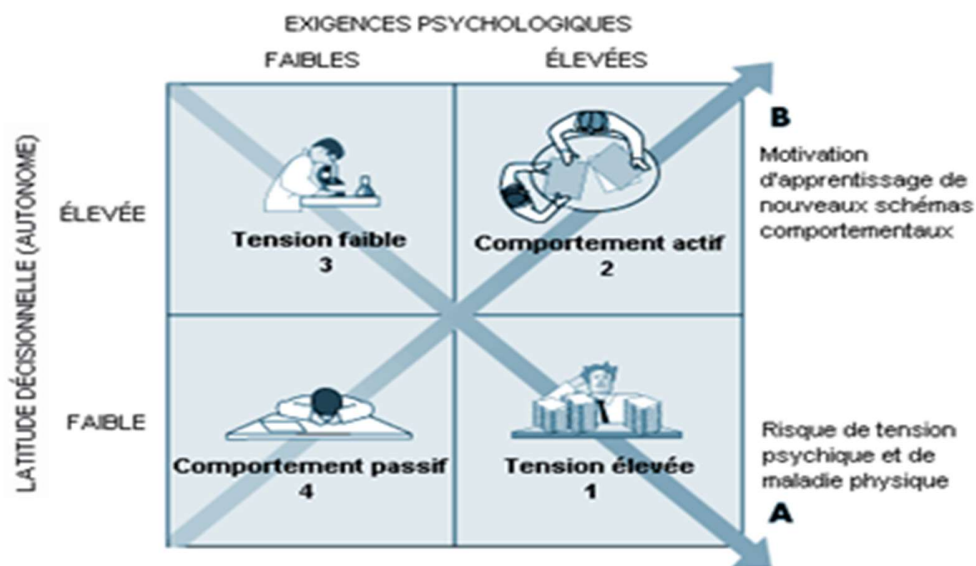 EXIGENCES PSYCHOLOGIQUES
FAIBLES
ÉLEVÉES
LATITUDE DÉCISIONNELLE (AUTONOME)
ÉLEVÉE
Tension faible
3
Comportement actif
2
B
Motivation
d'apprentissage de
nouveaux schémas
comportementaux
FAIBLE
Comportement passif
4
Tension élevée
1
Risque de tension
psychique et de
maladie physique
A